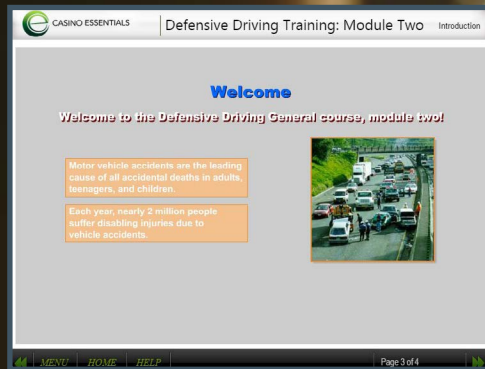 CASINO ESSENTIALS
Defensive Driving Training: Module Two
Introduction
Welcome
Welcome to the Defensive Driving General course, module two!
Motor vehicle accidents are the leading
cause of all accidental deaths in adults,
teenagers, and children.
Each year, nearly 2 million people
suffer disabling injuries due to
vehicle accidents.
MENU
HOME
HELP
Page 3 of 4